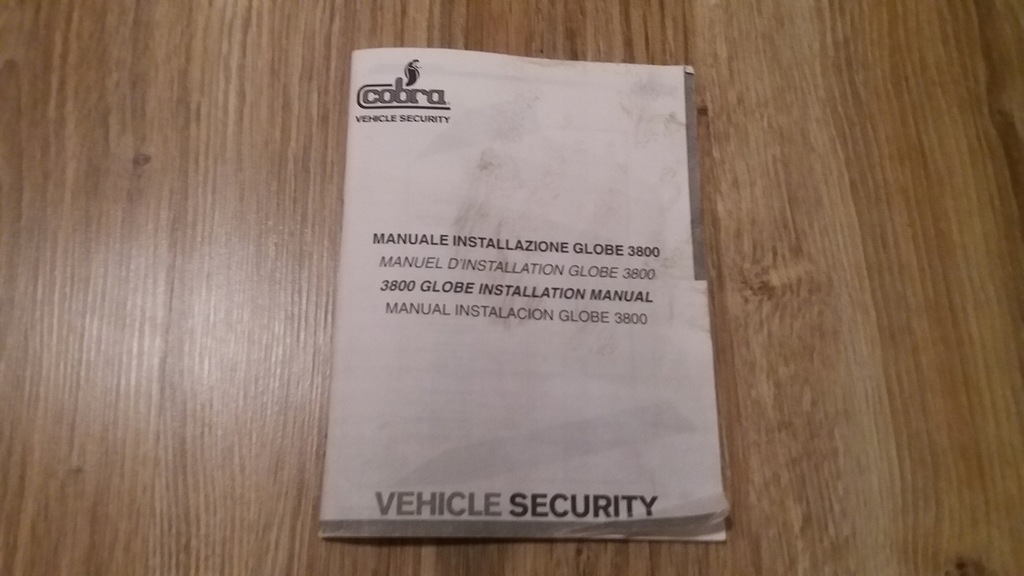 cobra
VEHICLE SECURITY
MANUALE INSTALLAZIONE GLOBE 3800
MANUEL D'INSTALLATION GLOBE 3800
3800 GLOBE INSTALLATION MANUAL
MANUAL INSTALACION GLOBE 3800
VEHICLE SECURITY